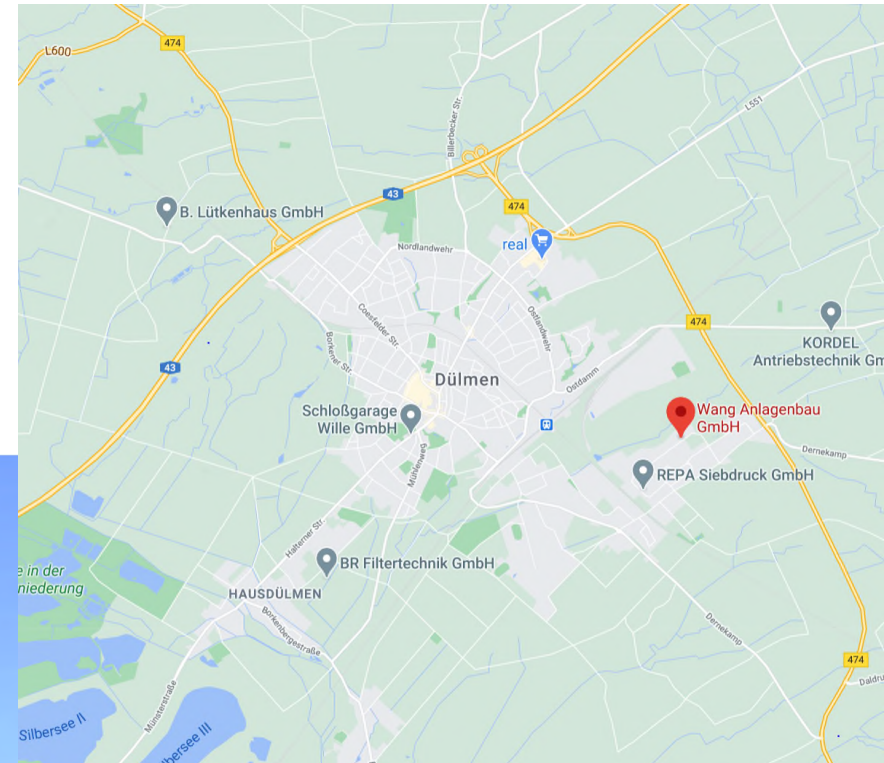 L600
474
Billerbecker Str.
L551
43
B. Lütkenhaus GmbH
474
real
Nordlandwehr
Coesfelder Str.
Ostlandwehr
474
KORDEL
Antriebstechnik Gm
Borkener Str.
43
Dülmen
Ostdamm
Schloßgarage
Wille GmbH
Wang Anlagenbau
GmbH
Dernekamp
Mühlenweg
REPA Siebdruck GmbH
Halterner Str.
BR Filtertechnik GmbH
e in der
niederung
HAUSDÜLMEN
Borkenbergestraße
Dernekamp
474
Daldru
Münsterstraße
Silbersee II
lbersee III